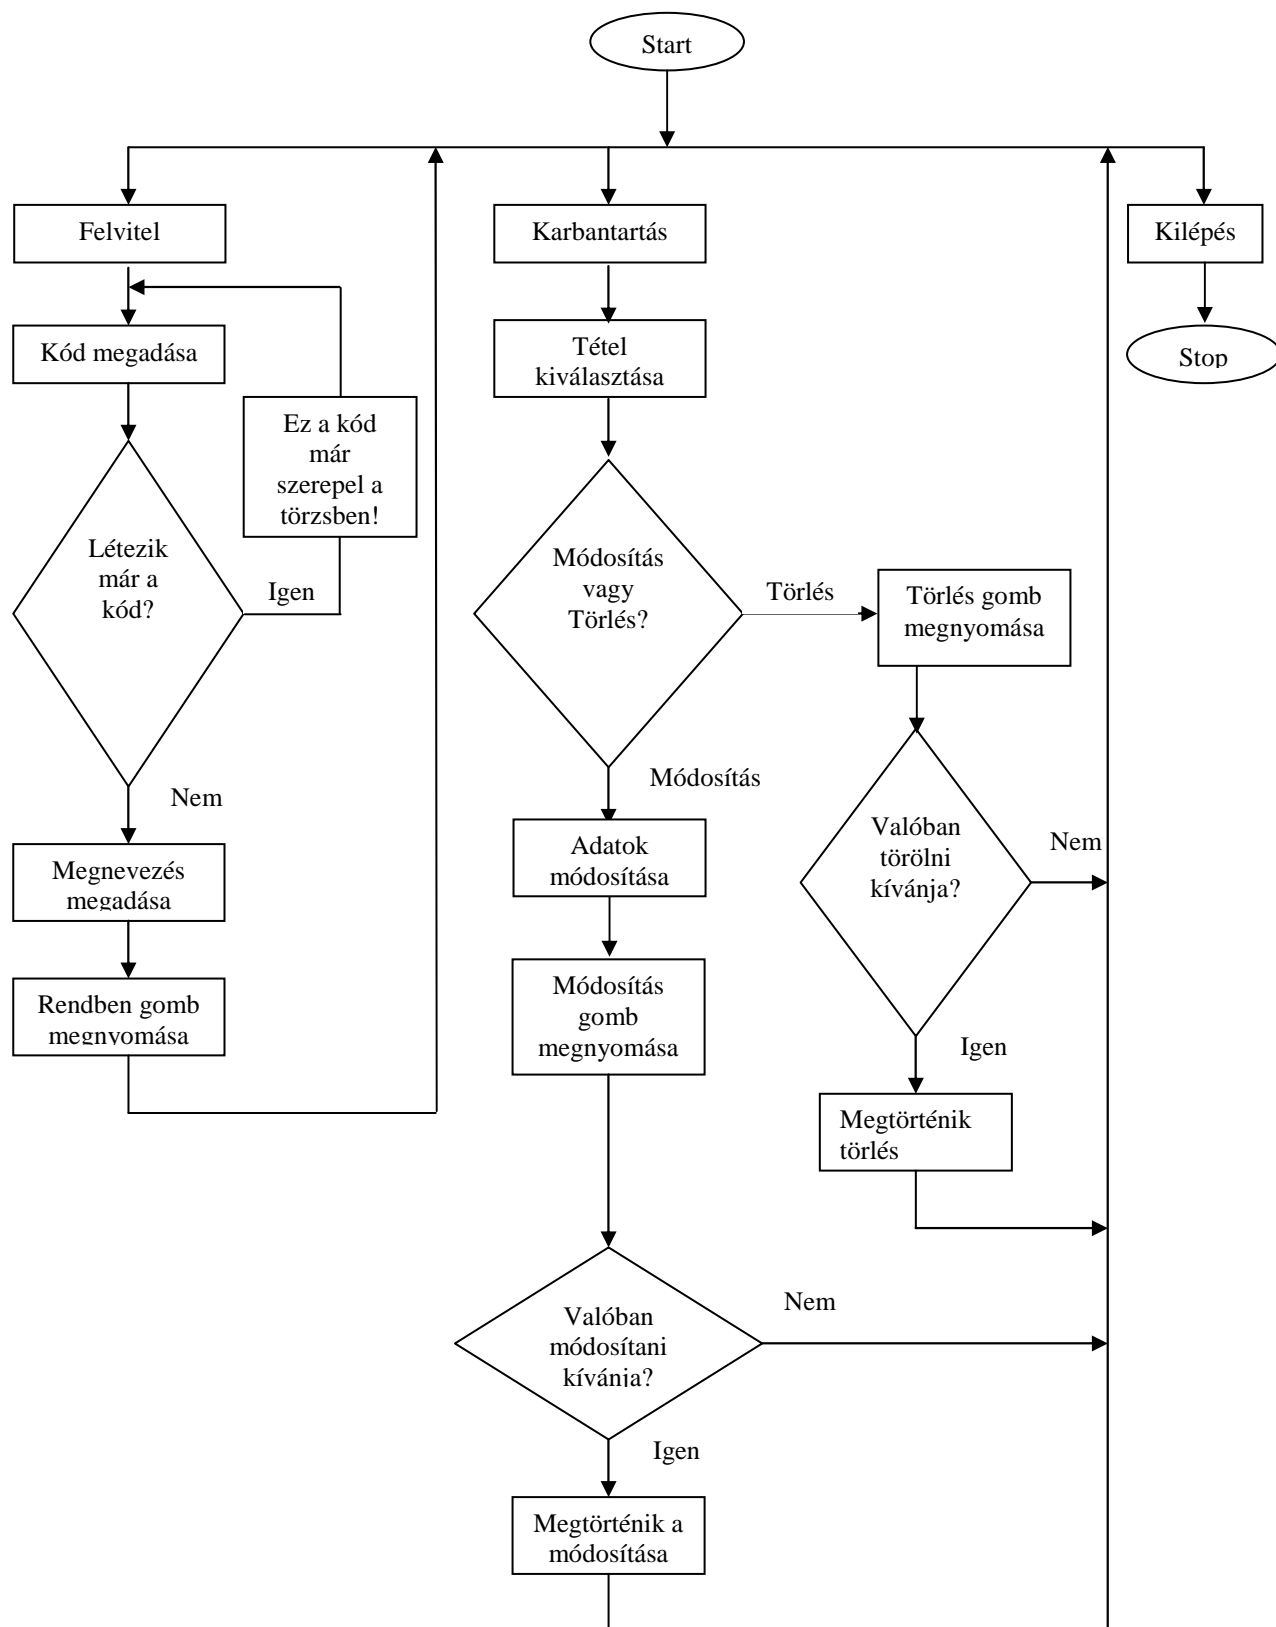 Start
Felvitel
Karbantartás
Kilépés
Kód megadása
Tétel
kiválasztása
Stop
Ez a kód
már
szerepel a
törzsben!
Létezik
már a
kód?
Igen
Módosítás
vagy
Törlés?
Törlés
Törlés gomb
megnyomása
Nem
Módosítás
Megnevezés
megadása
Adatok
módosítása
Valóban
törölni
kívánja?
Nem
Rendben gomb
megnyomása
Módosítás
gomb
megnyomása
Igen
Megtörténik
törlés
Valóban
módosítani
kívánja?
Nem
Igen
Megtörténik a
módosítása